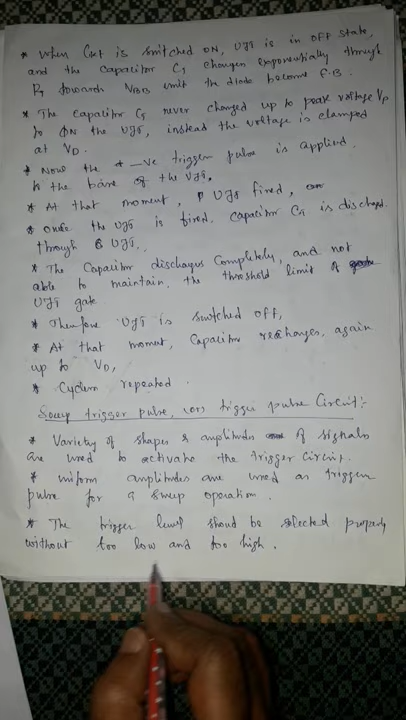 * When CKT is switched ON, UJT is in OFF state,
and the capacitor CT charges exponentially through
RT towards VBB until the diode become F.B.
* The Capacitor CT never charged up to peak voltage Vp
to ON the UJT, instead the voltage is clamped
at VD.
* Now the -ve trigger pulse is applied
to the base of the UJT,
* At that moment, UJT fired,
* once the UJT is fired, Capacitor CT is discharged
through UJT.
* The Capacitor discharges completely, and not
able to maintain the threshold limit of
UJT gate
* Therefore UJT is switched off,
* At that moment, Capacitor recharges, again
up to VD,
* Cycle repeated.
Sweep trigger pulse, (or) trigger pulse Circuit:-
* Variety of shapes & amplitudes of signals
are used to activate the trigger circuit.
* uniform amplitudes are used as trigger
pulse for a sweep operation.
* The trigger level should be selected properly
without too low and too high.